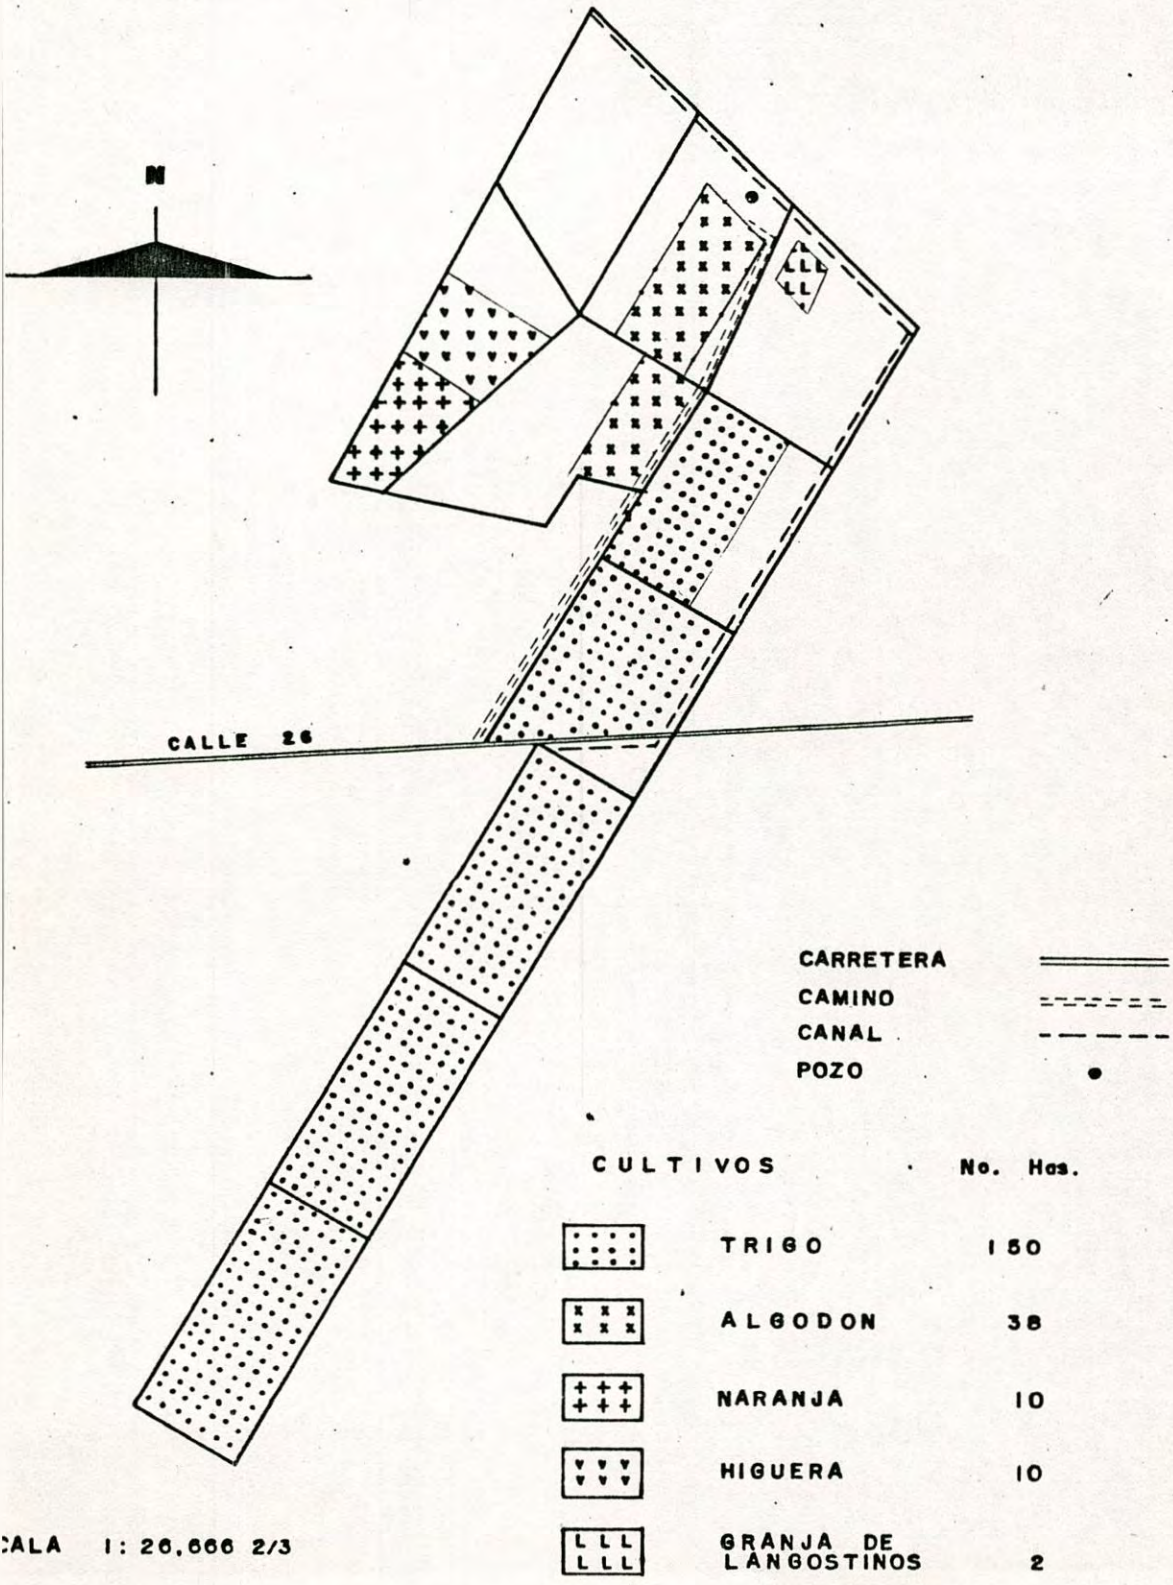 N
CALLE 26
CARRETERA
CAMINO
CANAL
POZO
CULTIVOS No. Has.
TRIGO 150
ALGODON 38
NARANJA 10
HIGUERA 10
L L L
L L L
GRANJA DE
LANGOSTINOS 2
CALA 1: 26,666 2/3